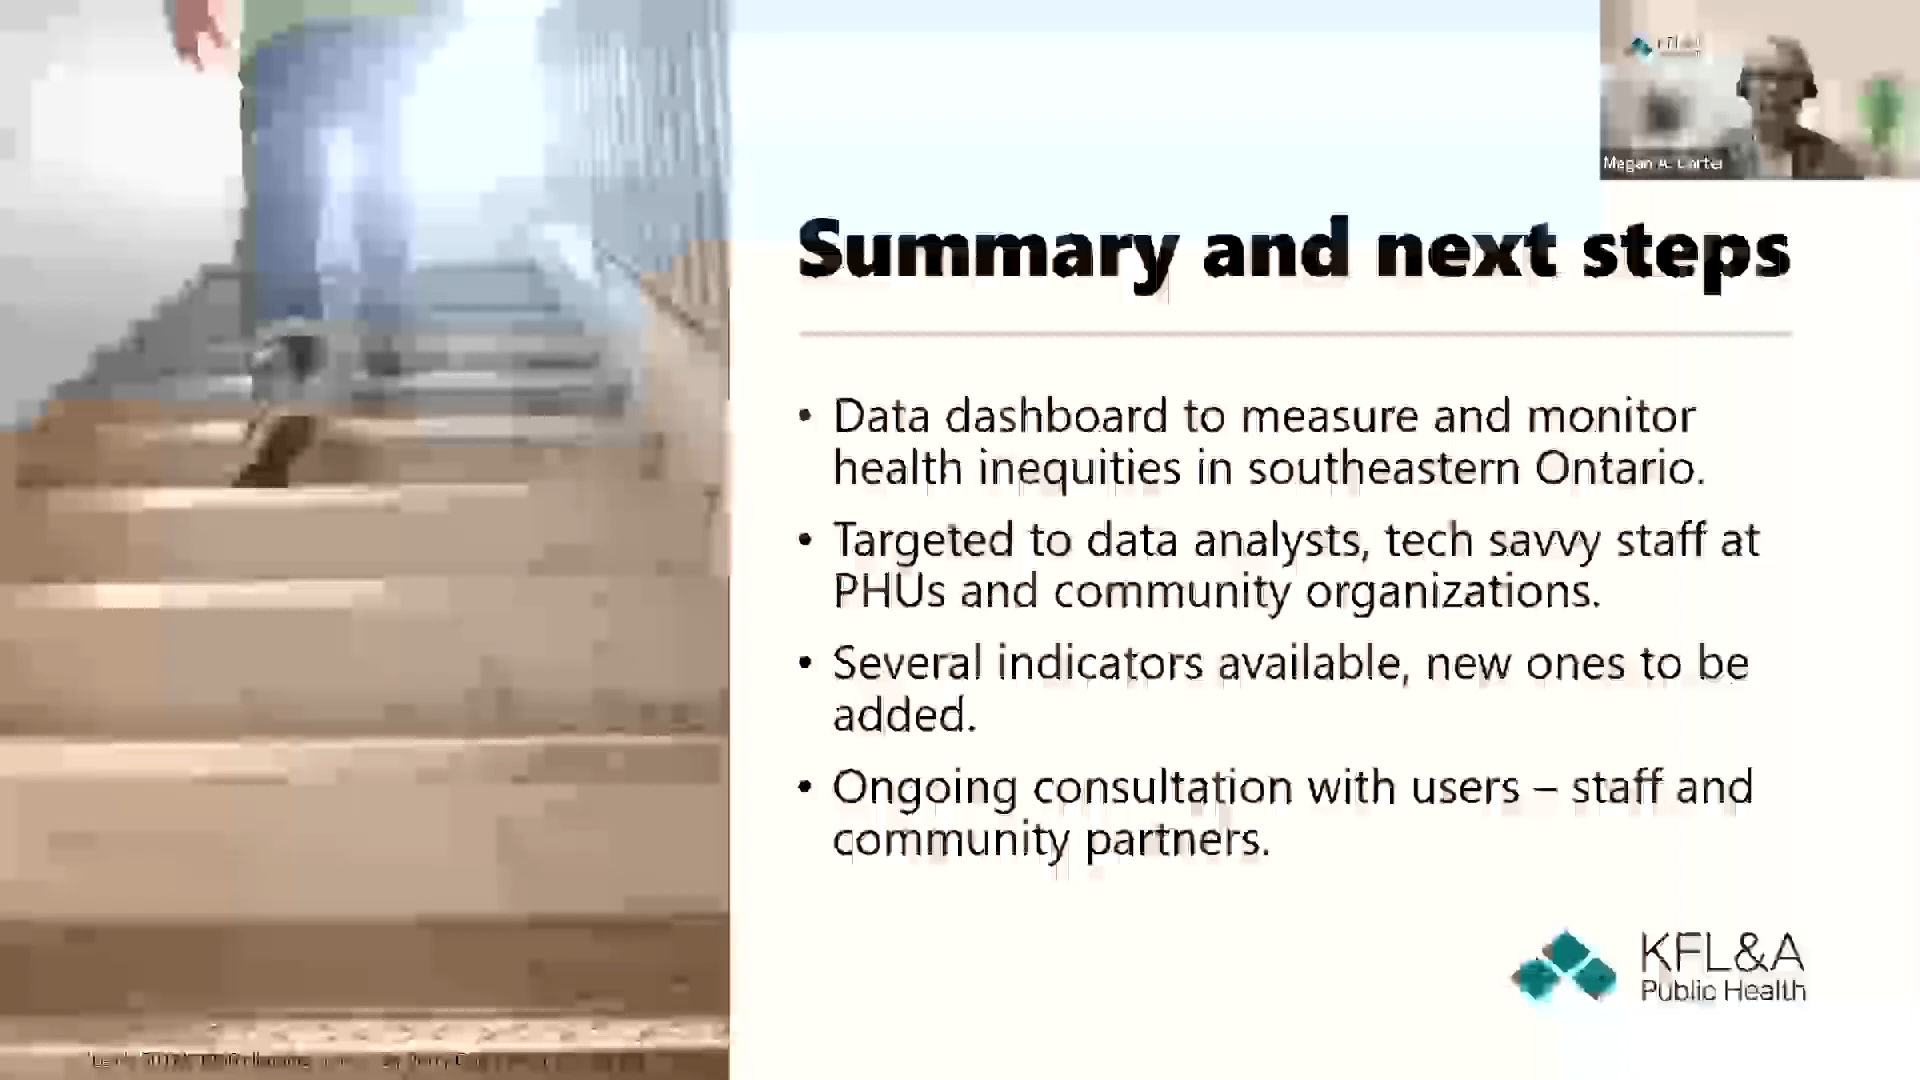 Megan A. Carter
Summary and next steps
• Data dashboard to measure and monitor
health inequities in southeastern Ontario.
• Targeted to data analysts, tech savvy staff at
PHUs and community organizations.
• Several indicators available, new ones to be
added.
• Ongoing consultation with users – staff and
community partners.
KFL&A
Public Health